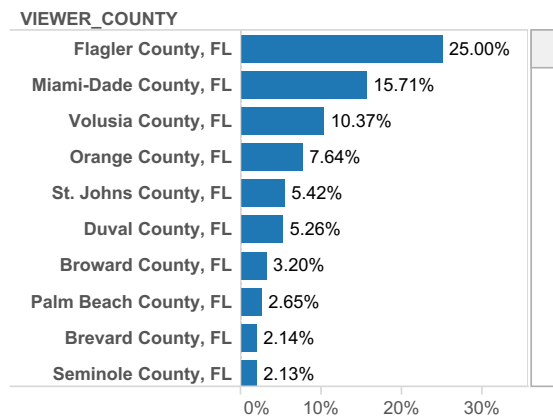 VIEWER_COUNTY
Flagler County, FL 25.00%
Miami-Dade County, FL 15.71%
Volusia County, FL 10.37%
Orange County, FL 7.64%
St. Johns County, FL 5.42%
Duval County, FL 5.26%
Broward County, FL 3.20%
Palm Beach County, FL 2.65%
Brevard County, FL 2.14%
Seminole County, FL 2.13%
0% 10% 20% 30%